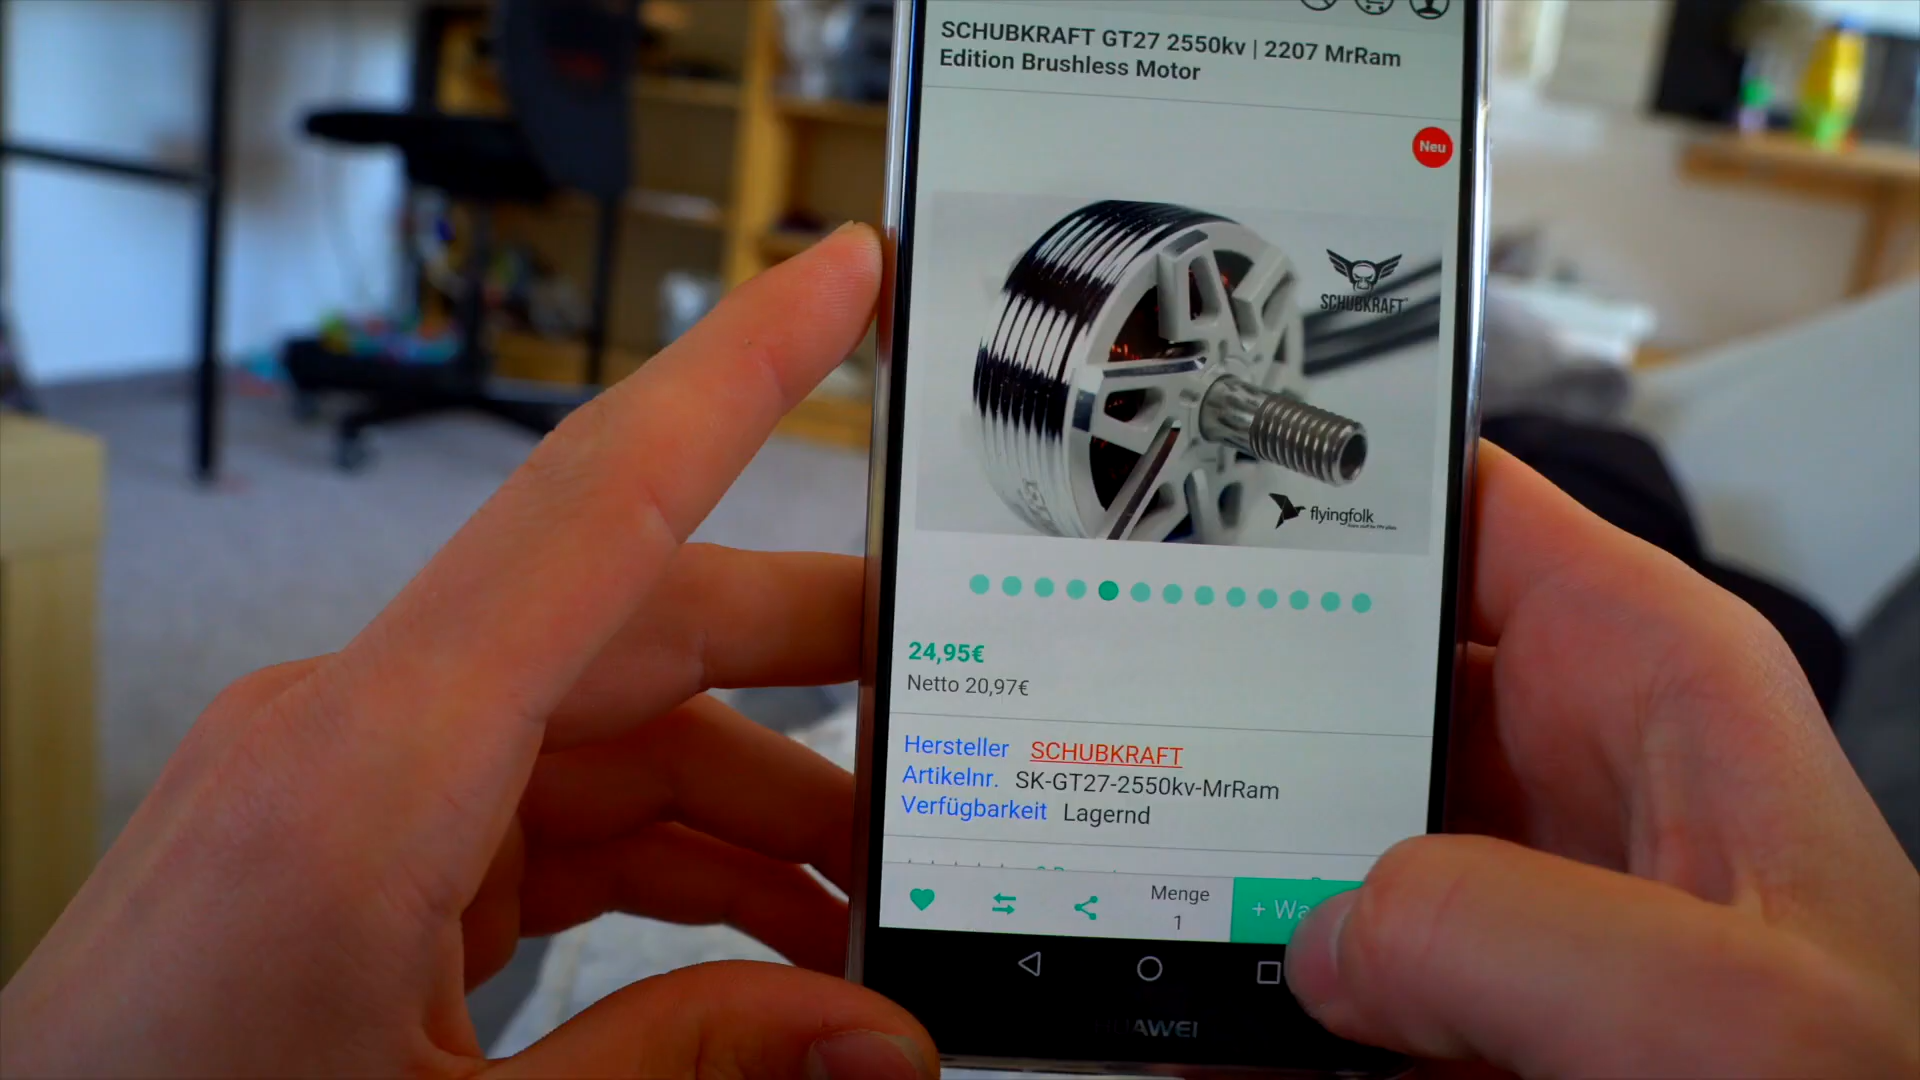 SCHUBKRAFT GT27 2550kv | 2207 MrRam
Edition Brushless Motor
Neu
SCHUBKRAFT
flyingfolk
24,95€
Netto 20,97€
Hersteller SCHUBKRAFT
Artikelnr. SK-GT27-2550kv-MrRam
Verfügbarkeit Lagernd
Menge
1
+ Wa
HUAWEI